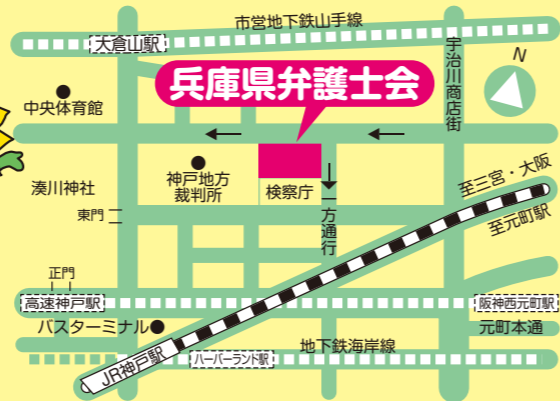 市営地下鉄山手線
大倉山駅
宇治川商店街
N
兵庫県弁護士会
中央体育館
神戸地方
裁判所
検察庁
一方通行
湊川神社
東門
至三宮・大阪
至元町駅
正門
高速神戸駅
阪神西元町駅
バスターミナル
元町本通
JR神戸駅
ハーバーランド駅
地下鉄海岸線